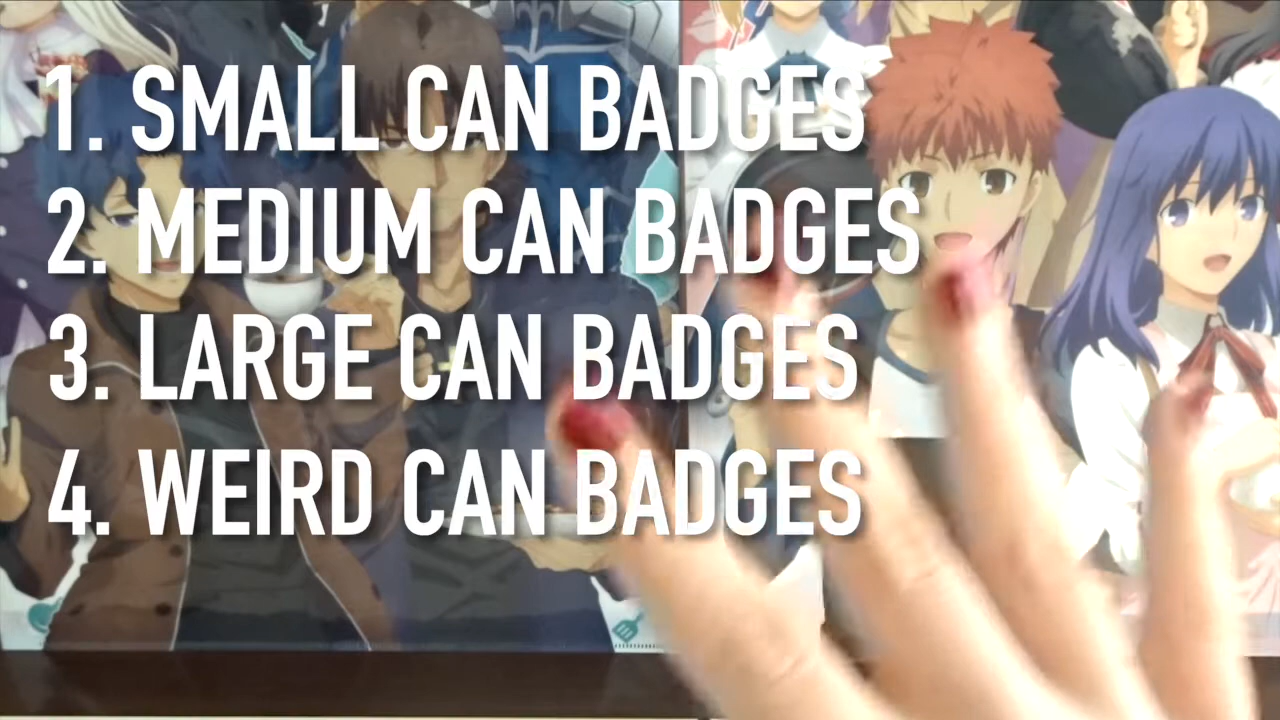 1. SMALL CAN BADGES
2. MEDIUM CAN BADGES
3. LARGE CAN BADGES
4. WEIRD CAN BADGES